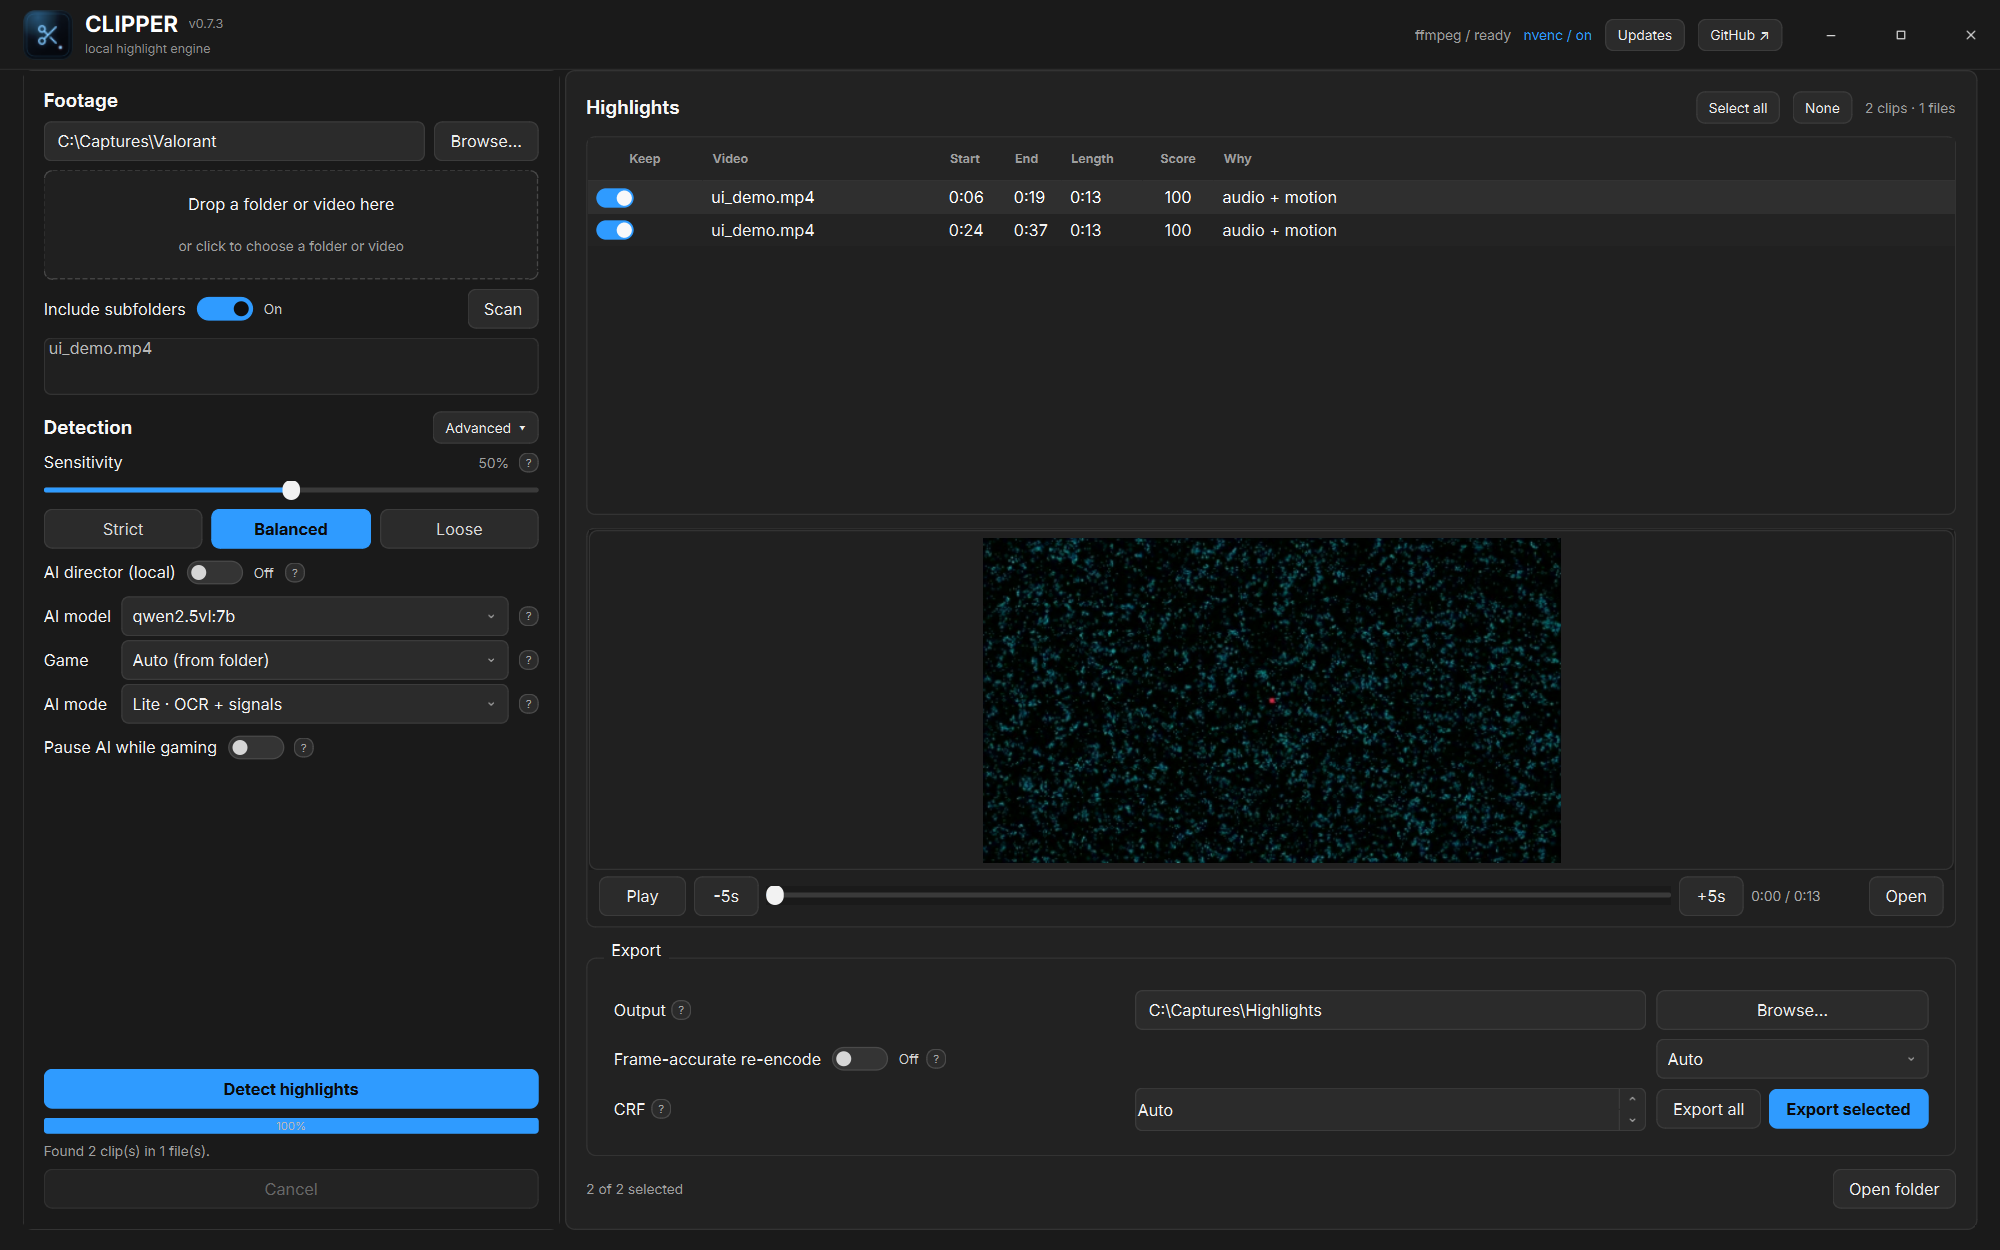 CLIPPER v0.7.3
local highlight engine
ffmpeg / ready nvenc / on Updates GitHub ↗
Footage
C:\Captures\Valorant Browse...
Drop a folder or video here
or click to choose a folder or video
Include subfolders On Scan
ui_demo.mp4
Detection Advanced ▾
Sensitivity 50% ?
Strict Balanced Loose
AI director (local) Off ?
AI model qwen2.5vl:7b ?
Game Auto (from folder) ?
AI mode Lite · OCR + signals ?
Pause AI while gaming ?
Detect highlights
100%
Found 2 clip(s) in 1 file(s).
Cancel
Highlights Select all None 2 clips · 1 files
Keep Video Start End Length Score Why
ui_demo.mp4 0:06 0:19 0:13 100 audio + motion
ui_demo.mp4 0:24 0:37 0:13 100 audio + motion
Play -5s +5s 0:00 / 0:13 Open
Export
Output ? C:\Captures\Highlights Browse...
Frame-accurate re-encode Off ? Auto
CRF ? Auto Export all Export selected
2 of 2 selected Open folder